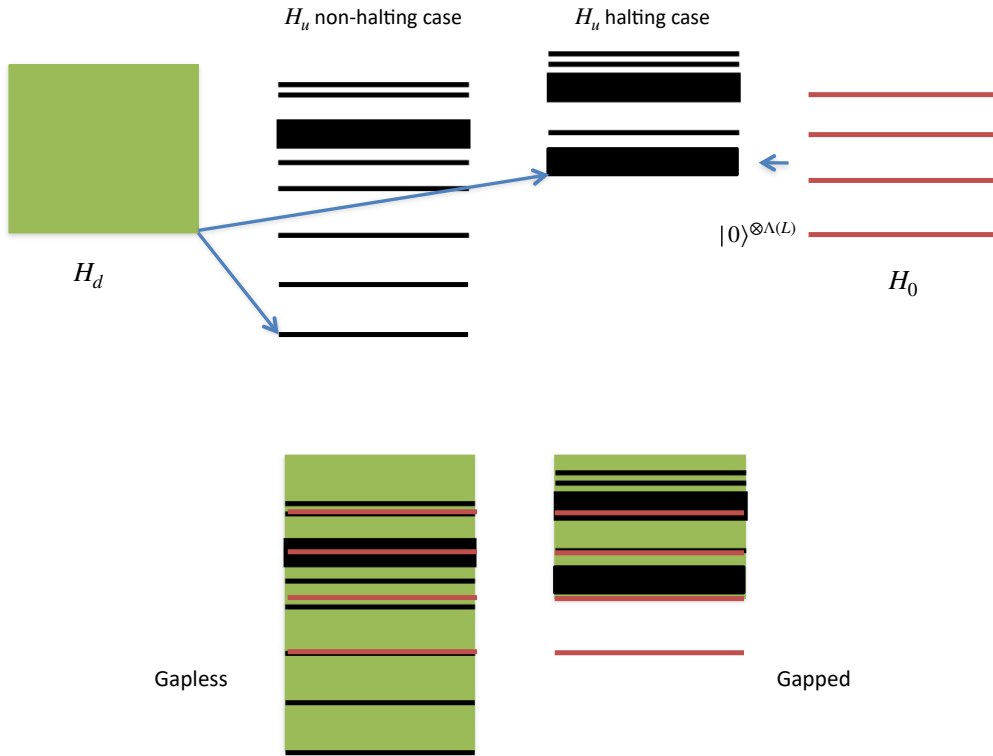 H_u non-halting case
H_u halting case
|0⟩^{⊗Λ(L)}
H_d
H_0
Gapless
Gapped